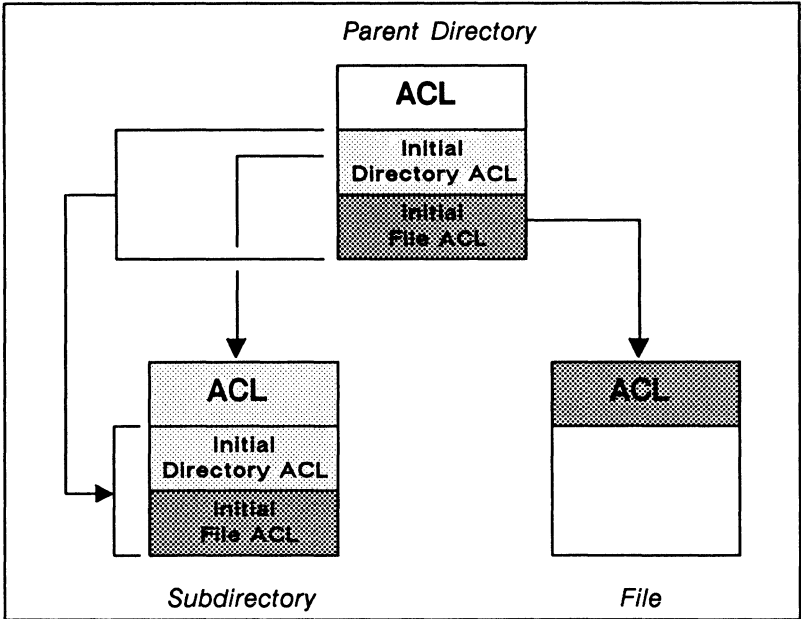 Parent Directory
ACL
Initial
Directory ACL
Initial
File ACL
ACL
Initial
Directory ACL
Initial
File ACL
ACL
Subdirectory
File